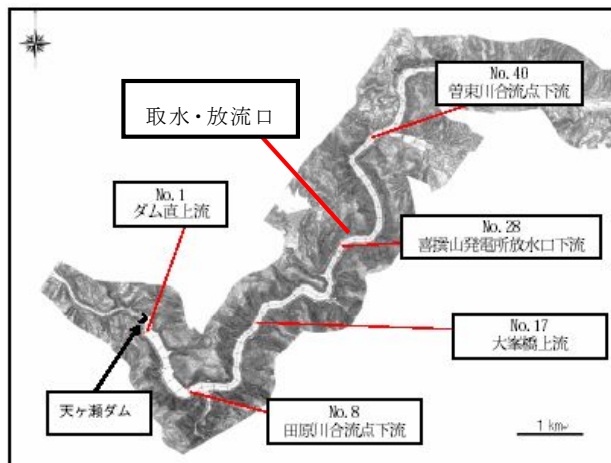 No.40
曽束川合流点下流
取水・放流口
No.1
ダム直上流
No.28
喜撰山発電所放水口下流
No.17
大峯橋上流
天ヶ瀬ダム
No.8
田原川合流点下流
1 km